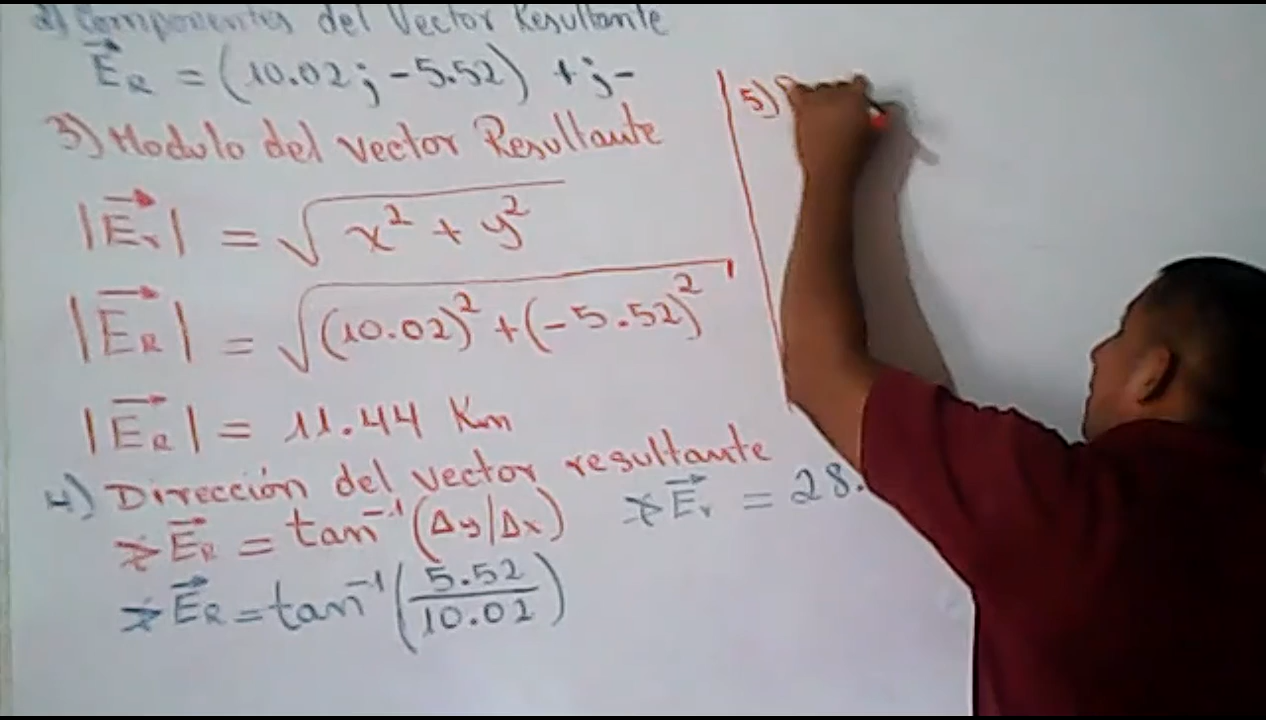 2) Componentes del Vector Resultante
E⃗R = (10.02; -5.52) +;-
3) Modulo del vector Resultante
|E⃗r| = √x² + y²
|E⃗R| = √(10.02)² + (-5.52)²
|E⃗R| = 11.44 Km
4) Dirección del vector resultante
∢E⃗R = tan⁻¹(Δy/Δx)
∢E⃗r = 28.
∢E⃗R = tan⁻¹(5.52/10.02)
5)